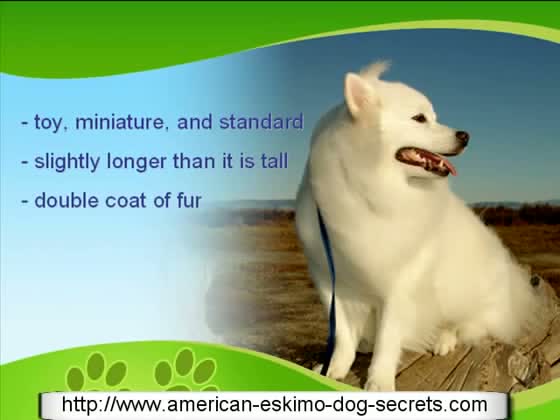 - toy, miniature, and standard
- slightly longer than it is tall
- double coat of fur
http://www.american-eskimo-dog-secrets.com